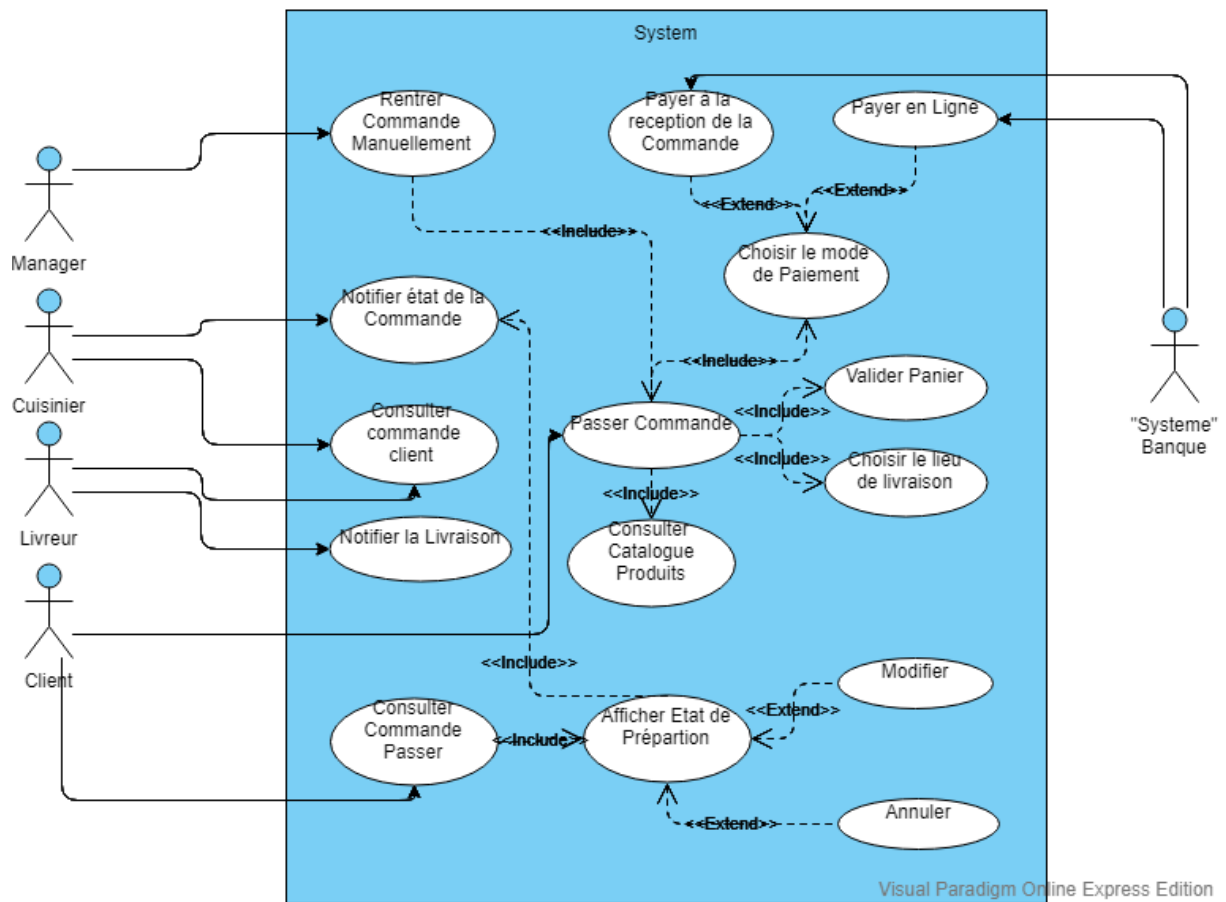 System
Rentrer
Commande
Manuellement
Payer à la
reception de la
Commande
Payer en Ligne
Manager
<<Extend>>
<<Extend>>
<<Include>>
Choisir le mode
de Paiement
Notifier état de la
Commande
Cuisinier
<<Include>>
Valider Panier
"Systeme"
Banque
Consulter
commande
client
Passer Commande
<<Include>>
<<Include>>
Choisir le lieu
de livraison
<<Include>>
Livreur
Notifier la Livraison
Consulter
Catalogue
Produits
Client
<<Include>>
Modifier
Consulter
Commande
Passer
<<Include>>
Afficher Etat de
Prépartion
<<Extend>>
<<Extend>>
Annuler
Visual Paradigm Online Express Edition